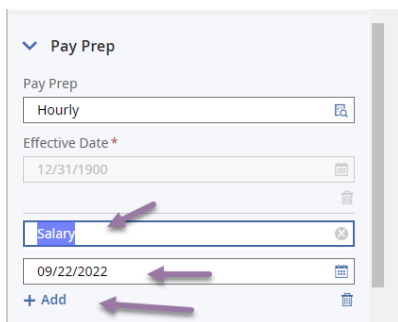 Pay Prep
Pay Prep
Hourly
Effective Date*
12/31/1900
Salary
09/22/2022
+ Add